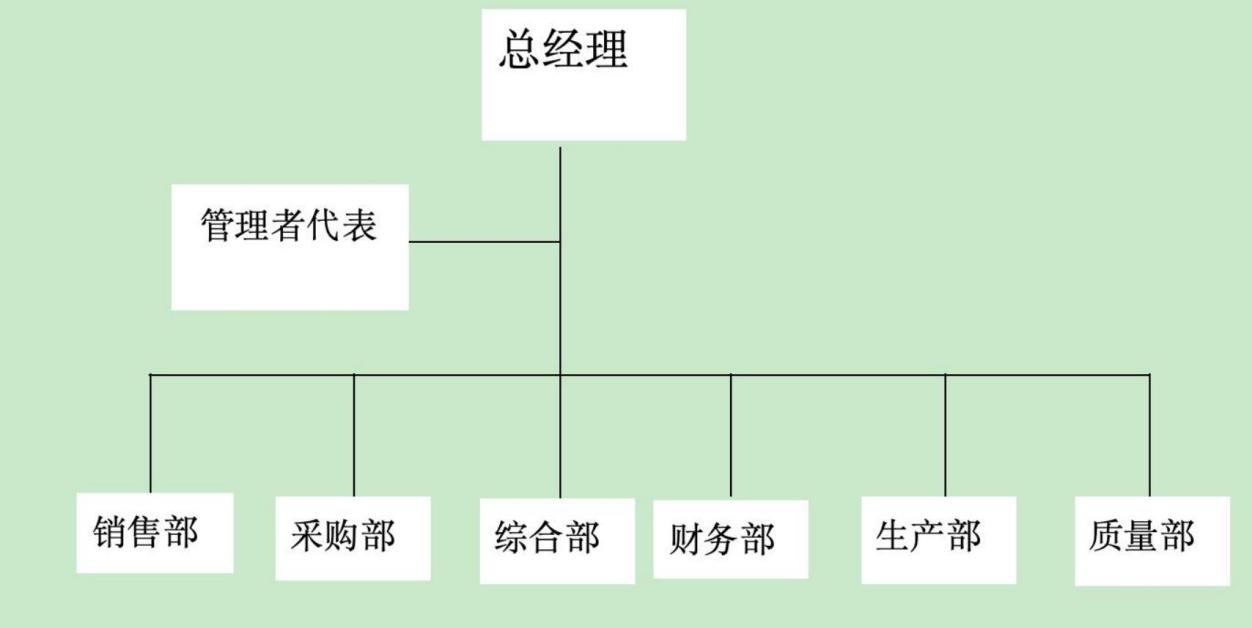 总经理
管理者代表
销售部
采购部
综合部
财务部
生产部
质量部